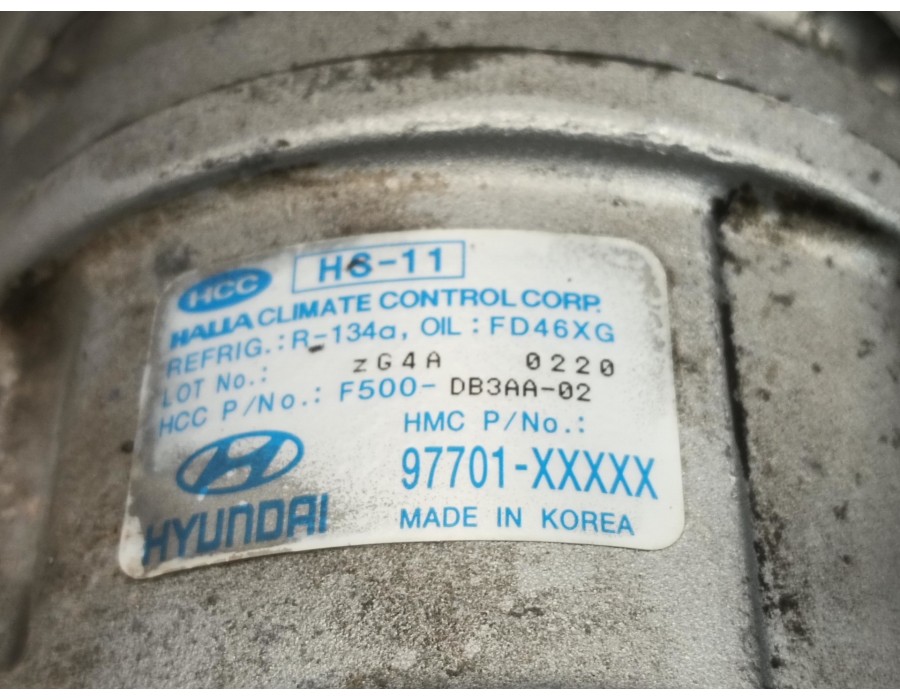 HCC HS-11
HALLA CLIMATE CONTROL CORP.
REFRIG.: R-134a, OIL : FD46XG
LOT No.: ZG4A 0220
HCC P/No.: F500-DB3AA-02
HMC P/No.:
97701-XXXXX
HYUNDAI
MADE IN KOREA